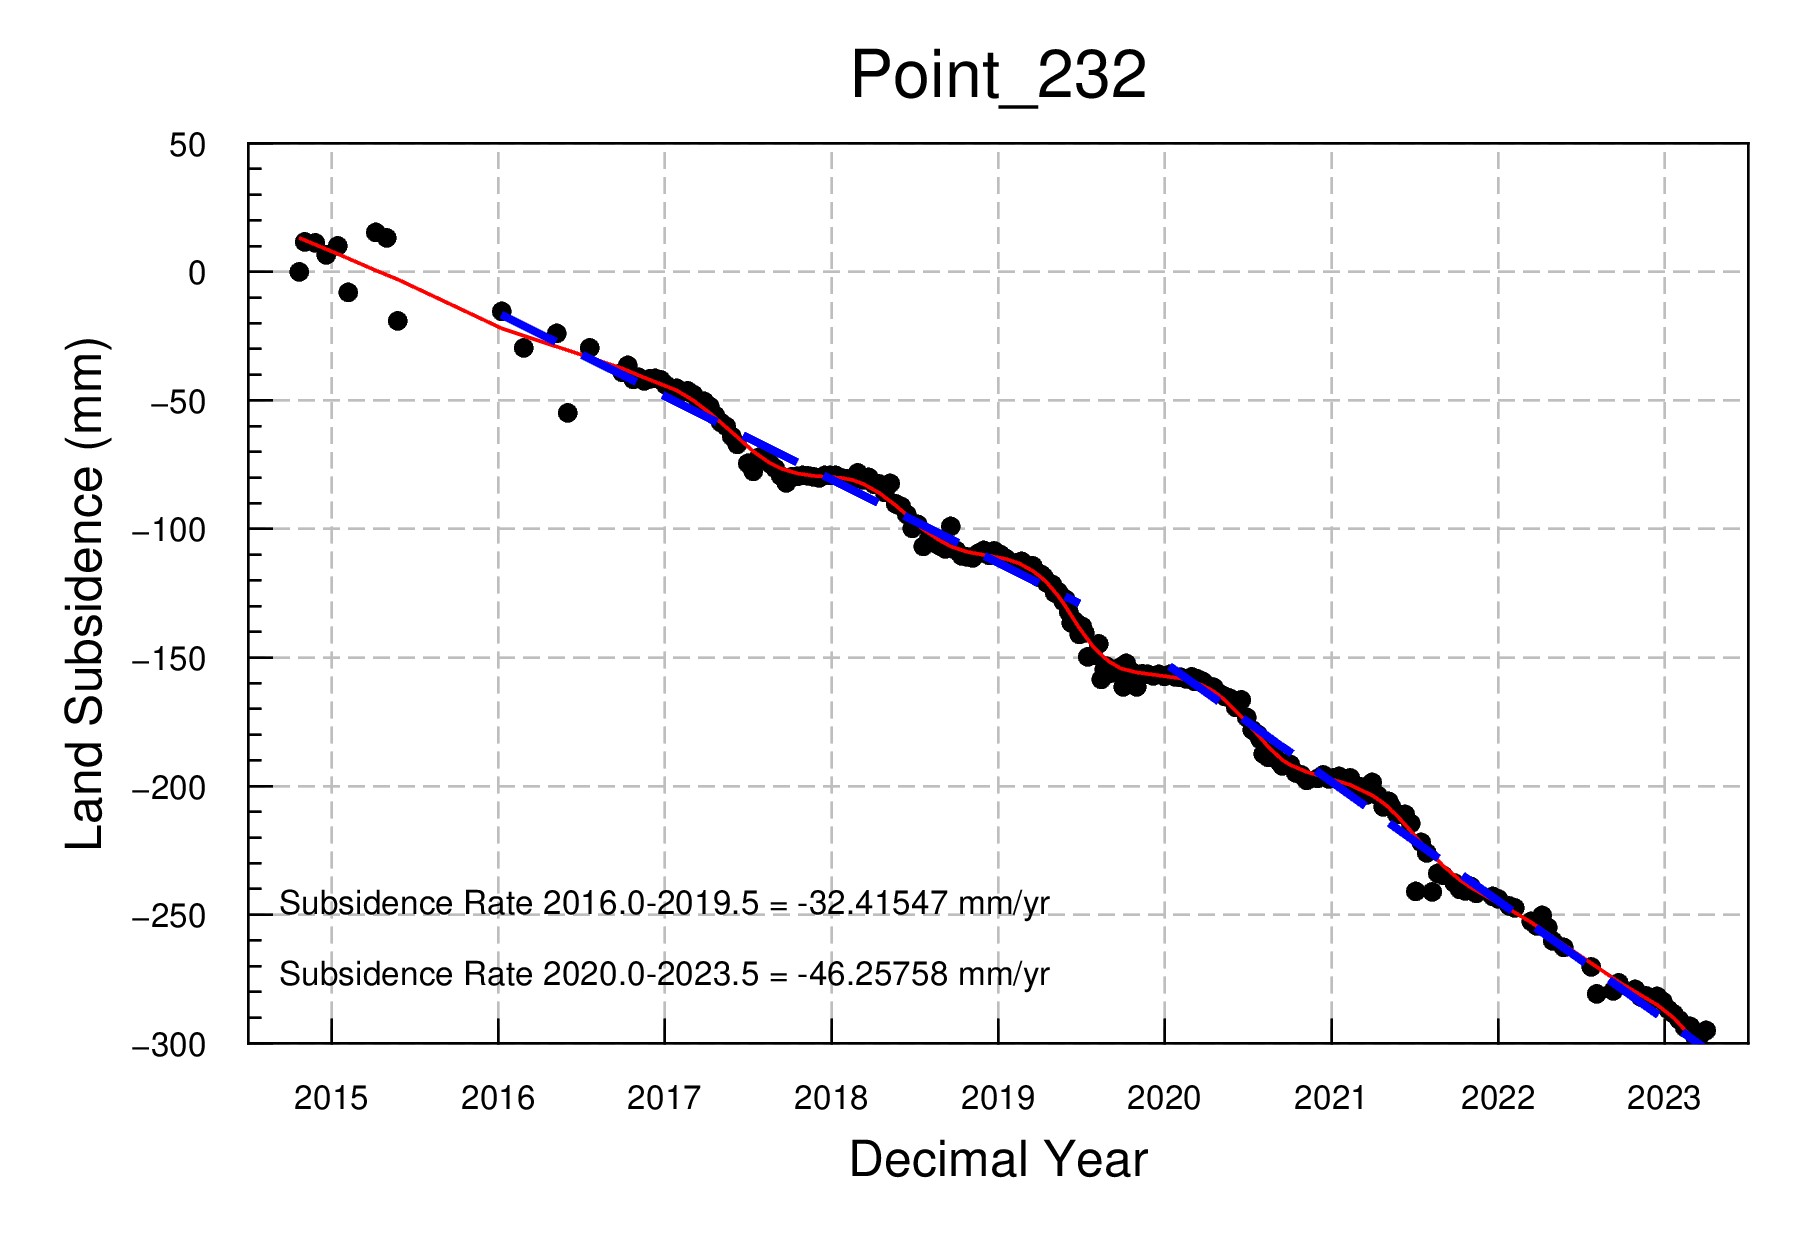 Point_232
50
0
−50
−100
−150
−200
−250
−300
Land Subsidence (mm)
Subsidence Rate 2016.0-2019.5 = -32.41547 mm/yr
Subsidence Rate 2020.0-2023.5 = -46.25758 mm/yr
2015 2016 2017 2018 2019 2020 2021 2022 2023
Decimal Year